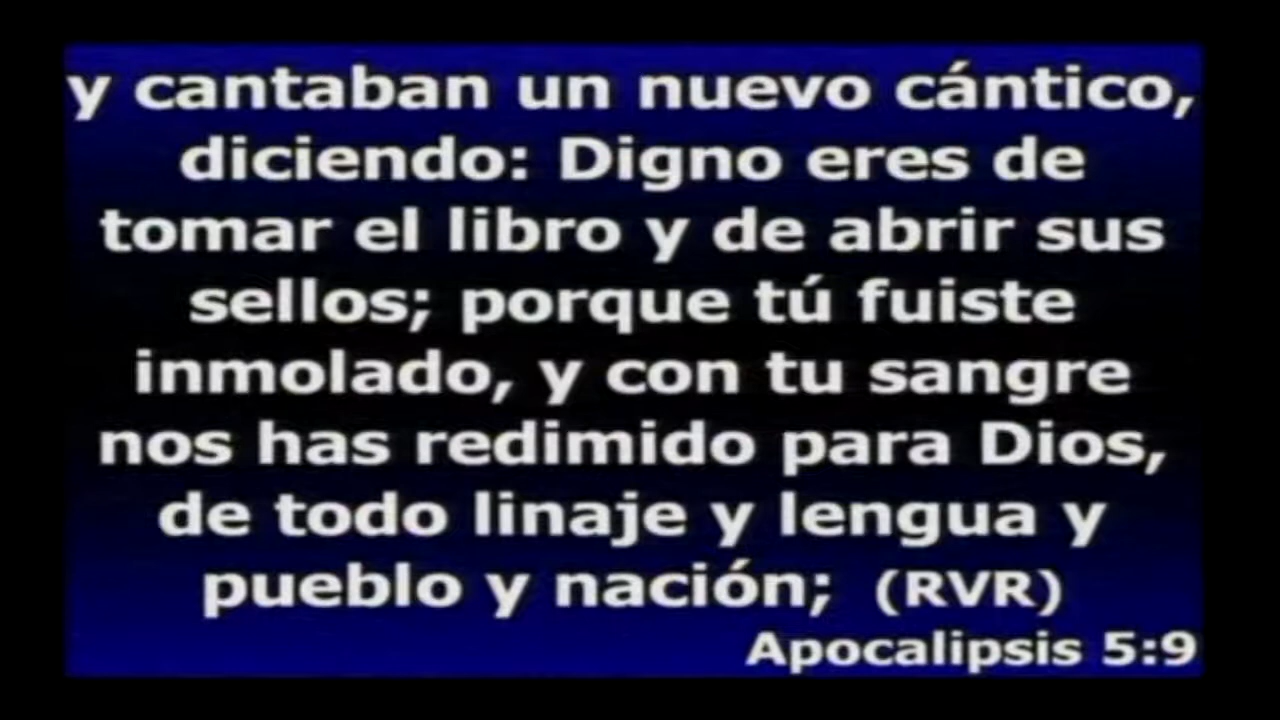 y cantaban un nuevo cántico,
diciendo: Digno eres de
tomar el libro y de abrir sus
sellos; porque tú fuiste
inmolado, y con tu sangre
nos has redimido para Dios,
de todo linaje y lengua y
pueblo y nación; (RVR)
Apocalipsis 5:9